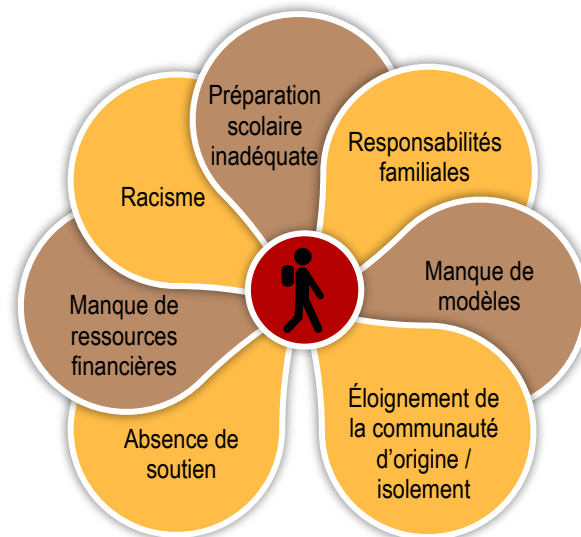 Préparation
scolaire
inadéquate
Responsabilités
familiales
Manque de
modèles
Éloignement de
la communauté
d’origine /
isolement
Absence de
soutien
Manque de
ressources
financières
Racisme